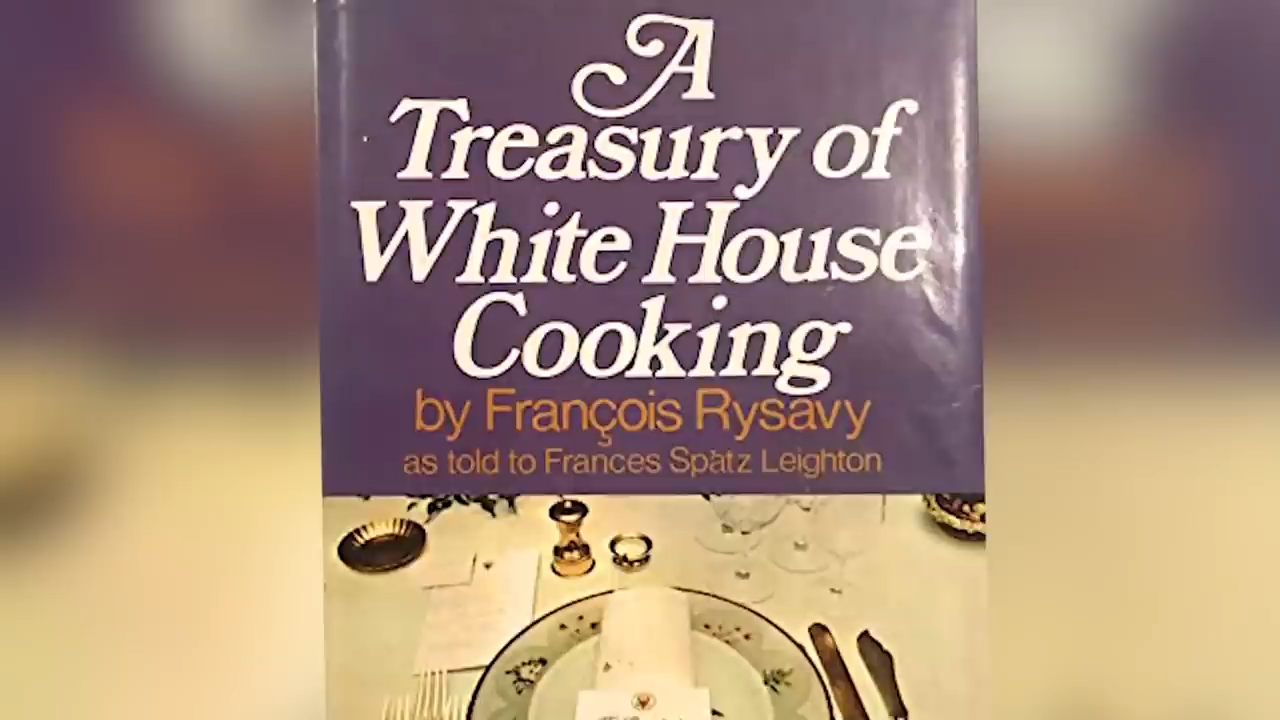 A
Treasury of
White House
Cooking
by François Rysavy
as told to Frances Spatz Leighton